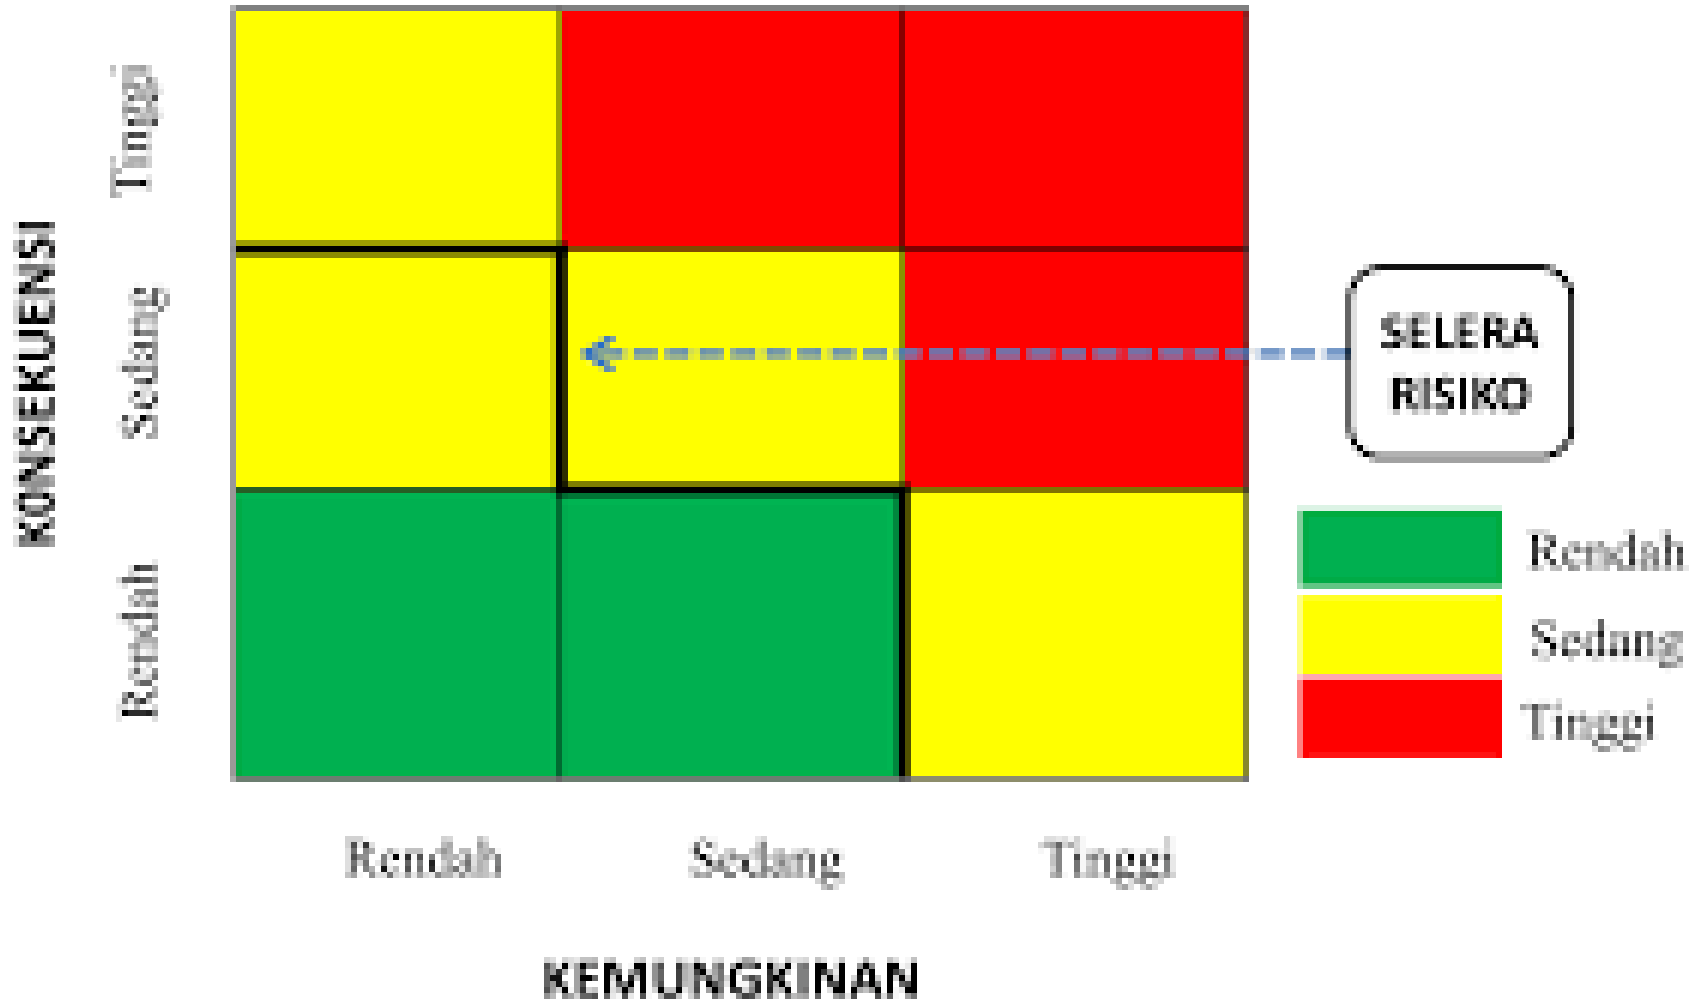 KONSEKUENSI
Tinggi
Sedang
Rendah
SELERA
RISIKO
Rendah
Sedang
Tinggi
Rendah
Sedang
Tinggi
KEMUNGKINAN